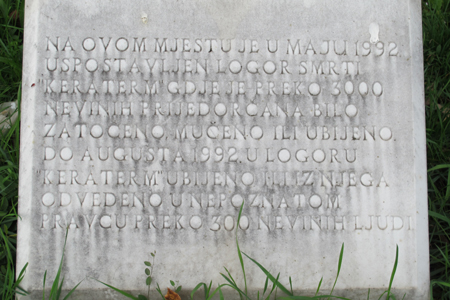 NA OVOM MJESTU JE U MAJU 1992.
USPOSTAVLJEN LOGOR SMRTI
"KERATERM" GDJE JE PREKO 3000
NEVINIH PRIJEDORČANA BILO
ZATOČENO, MUČENO ILI UBIJENO.
DO AUGUSTA 1992. U LOGORU
"KERATERM" UBIJENO ILI IZ NJEGA
ODVEDENO U NEPOZNATOM
PRAVCU PREKO 300 NEVINIH LJUDI.